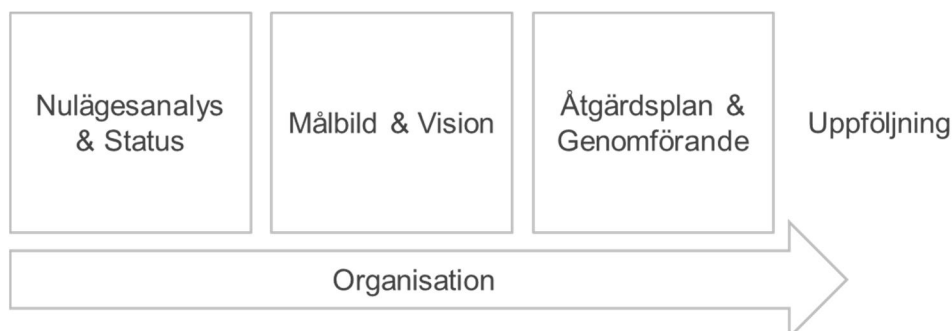 Nulägesanalys
& Status
Målbild & Vision
Åtgärdsplan &
Genomförande
Uppföljning
Organisation